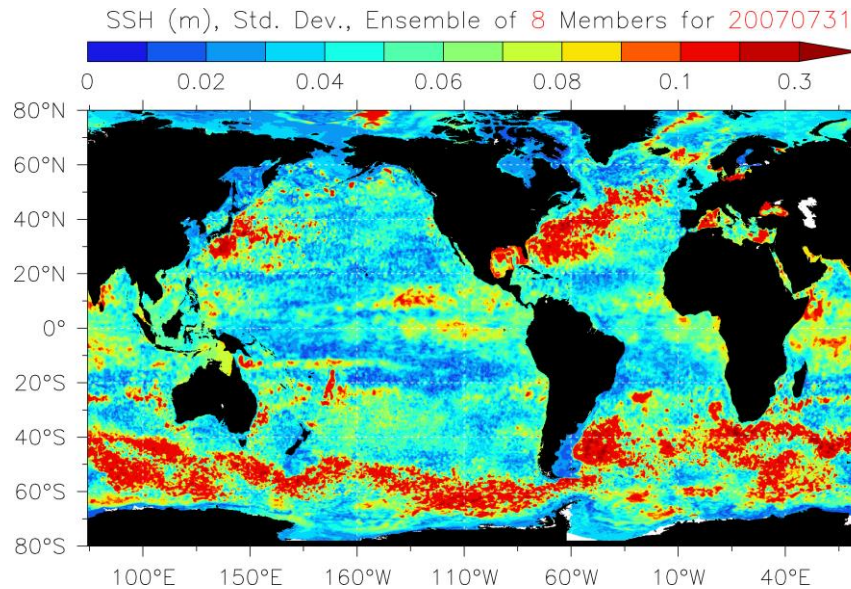 SSH (m), Std. Dev., Ensemble of 8 Members for 20070731
0 0.02 0.04 0.06 0.08 0.1 0.3
80°N
60°N
40°N
20°N
0°
20°S
40°S
60°S
80°S
100°E 150°E 160°W 110°W 60°W 10°W 40°E